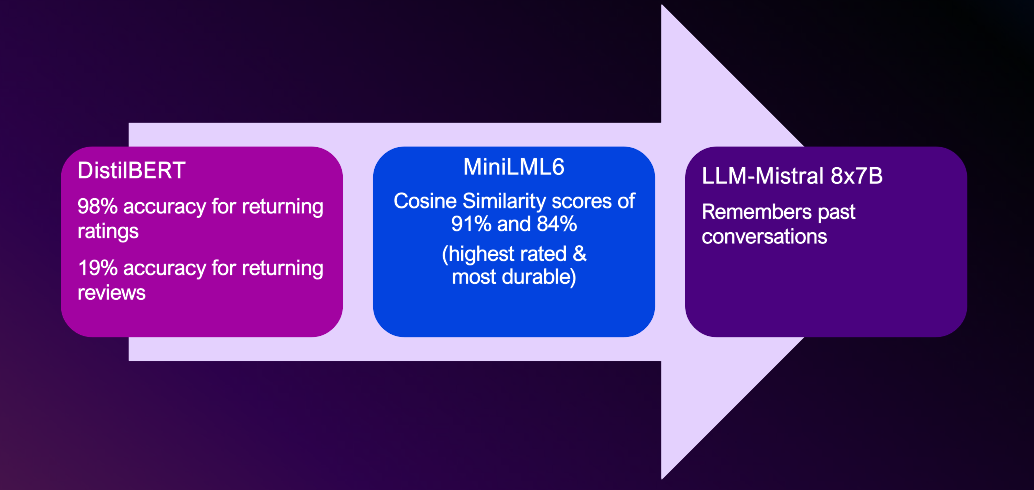 DistilBERT
98% accuracy for returning
ratings
19% accuracy for returning
reviews
MiniLML6
Cosine Similarity scores of
91% and 84%
(highest rated &
most durable)
LLM-Mistral 8x7B
Remembers past
conversations